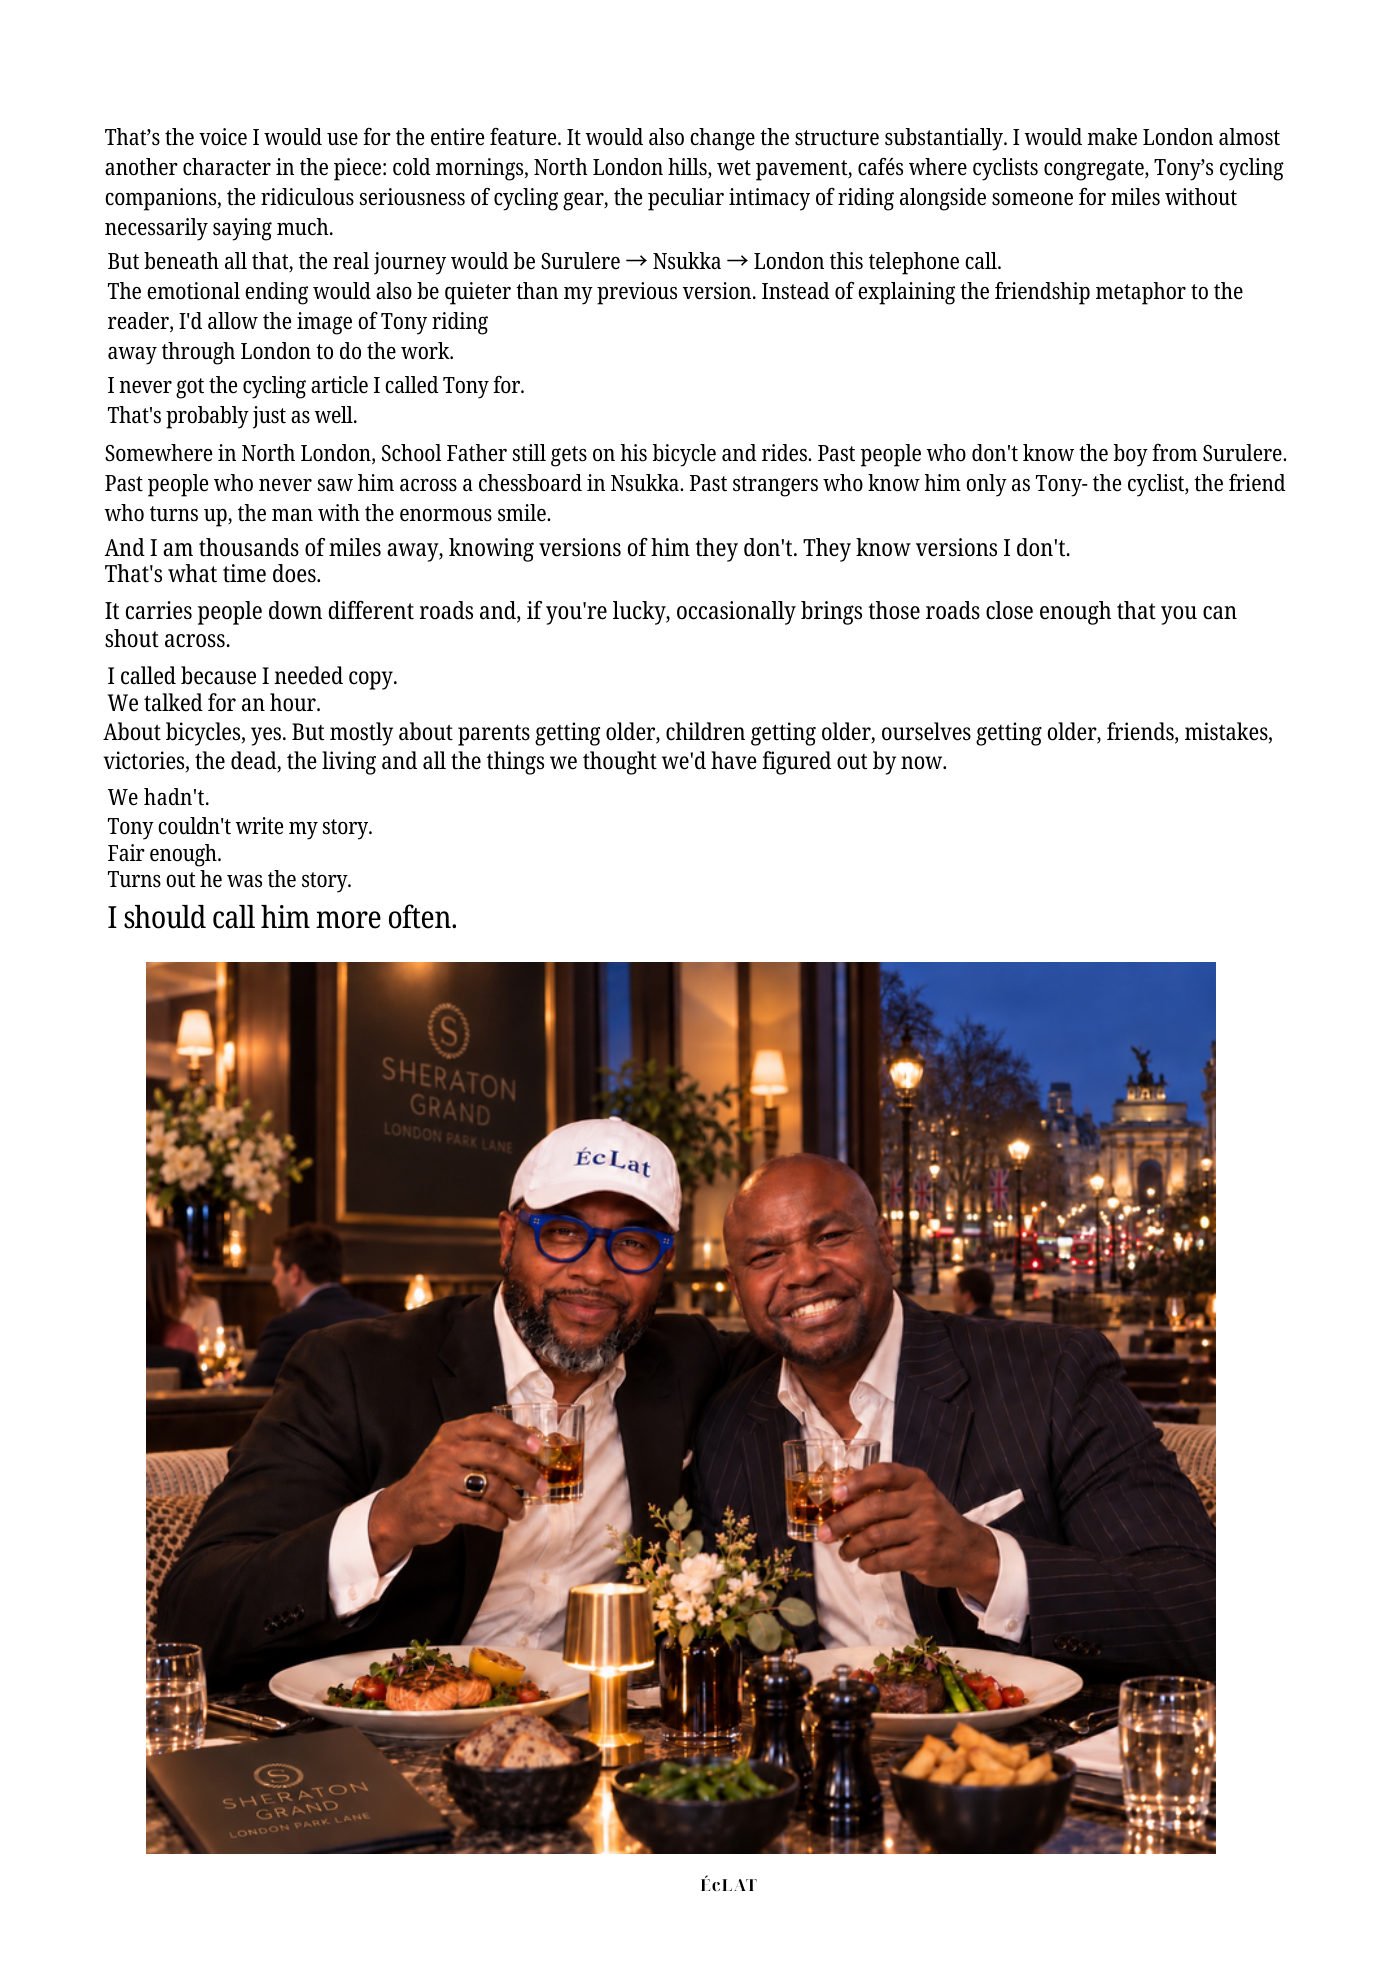 That’s the voice I would use for the entire feature. It would also change the structure substantially. I would make London almost
another character in the piece: cold mornings, North London hills, wet pavement, cafés where cyclists congregate, Tony’s cycling
companions, the ridiculous seriousness of cycling gear, the peculiar intimacy of riding alongside someone for miles without
necessarily saying much.
But beneath all that, the real journey would be Surulere → Nsukka → London this telephone call.
The emotional ending would also be quieter than my previous version. Instead of explaining the friendship metaphor to the
reader, I'd allow the image of Tony riding
away through London to do the work.
I never got the cycling article I called Tony for.
That's probably just as well.
Somewhere in North London, School Father still gets on his bicycle and rides. Past people who don't know the boy from Surulere.
Past people who never saw him across a chessboard in Nsukka. Past strangers who know him only as Tony- the cyclist, the friend
who turns up, the man with the enormous smile.
And I am thousands of miles away, knowing versions of him they don't. They know versions I don't.
That's what time does.
It carries people down different roads and, if you're lucky, occasionally brings those roads close enough that you can
shout across.
I called because I needed copy.
We talked for an hour.
About bicycles, yes. But mostly about parents getting older, children getting older, ourselves getting older, friends, mistakes,
victories, the dead, the living and all the things we thought we'd have figured out by now.
We hadn't.
Tony couldn't write my story.
Fair enough.
Turns out he was the story.
I should call him more often.
S
SHERATON
GRAND
LONDON PARK LANE
ÉcLat
S
SHERATON
GRAND
LONDON PARK LANE
ÉcLAT